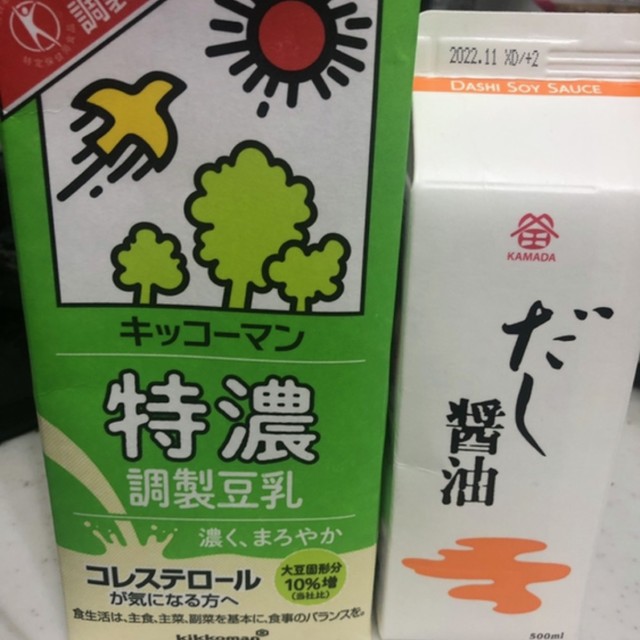 キッコーマン
特濃
調製豆乳
濃く、まろやか
コレステロール
が気になる方へ
大豆固形分
10%増
(当社比)
食生活は、主食、主菜、副菜を基本に、食事のバランスを。
kikkoman®
2022.11 XD/+2
DASHI SOY SAUCE
KAMADA
だし
醤油
500ml